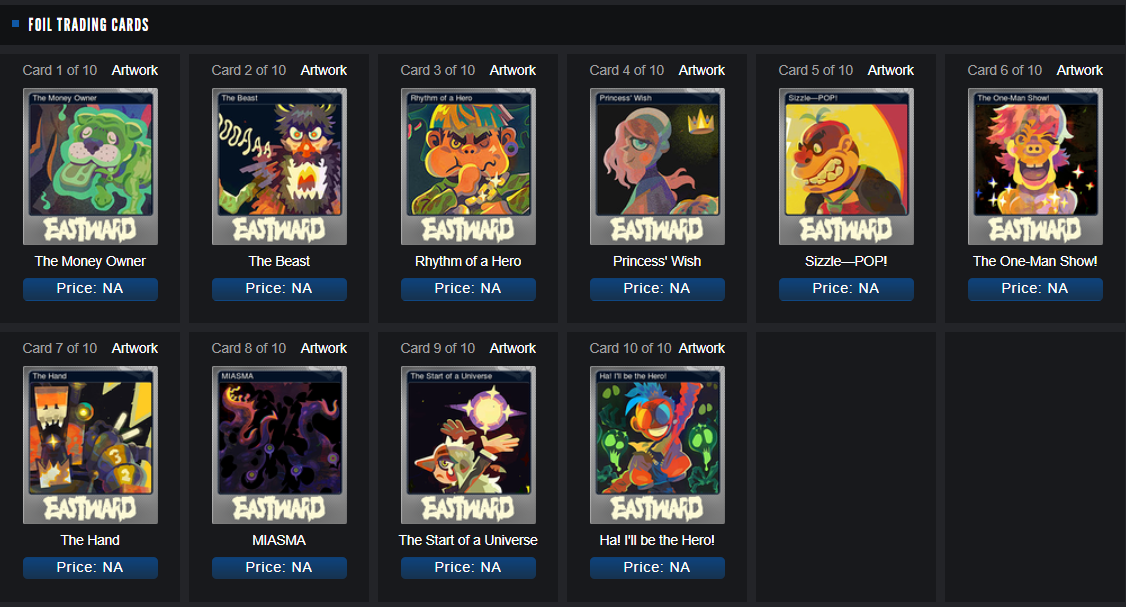 FOIL TRADING CARDS
Card 1 of 10 Artwork
The Money Owner
EASTWARD
The Money Owner
Price: NA
Card 2 of 10 Artwork
The Beast
OOAA
EASTWARD
The Beast
Price: NA
Card 3 of 10 Artwork
Rhythm of a Hero
EASTWARD
Rhythm of a Hero
Price: NA
Card 4 of 10 Artwork
Princess' Wish
EASTWARD
Princess' Wish
Price: NA
Card 5 of 10 Artwork
Sizzle—POP!
EASTWARD
Sizzle—POP!
Price: NA
Card 6 of 10 Artwork
The One-Man Show!
EASTWARD
The One-Man Show!
Price: NA
Card 7 of 10 Artwork
The Hand
3
2
EASTWARD
The Hand
Price: NA
Card 8 of 10 Artwork
MIASMA
EASTWARD
MIASMA
Price: NA
Card 9 of 10 Artwork
The Start of a Universe
EASTWARD
The Start of a Universe
Price: NA
Card 10 of 10 Artwork
Ha! I'll be the Hero!
EASTWARD
Ha! I'll be the Hero!
Price: NA